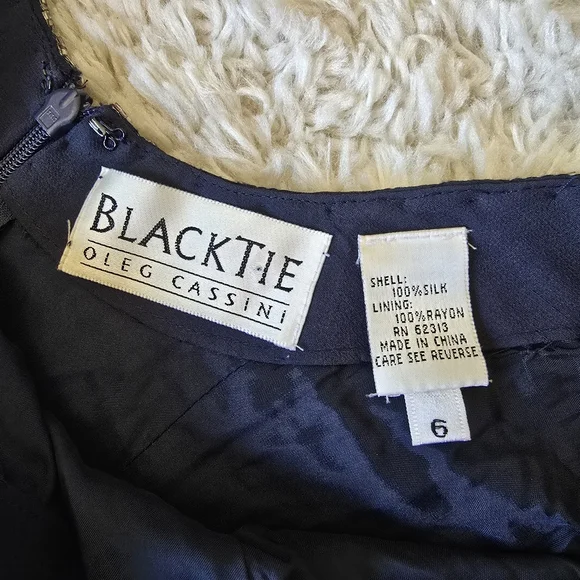 BLACKTIE
OLEG CASSINI
SHELL:
100%SILK
LINING:
100%RAYON
RN 62313
MADE IN CHINA
CARE SEE REVERSE
6